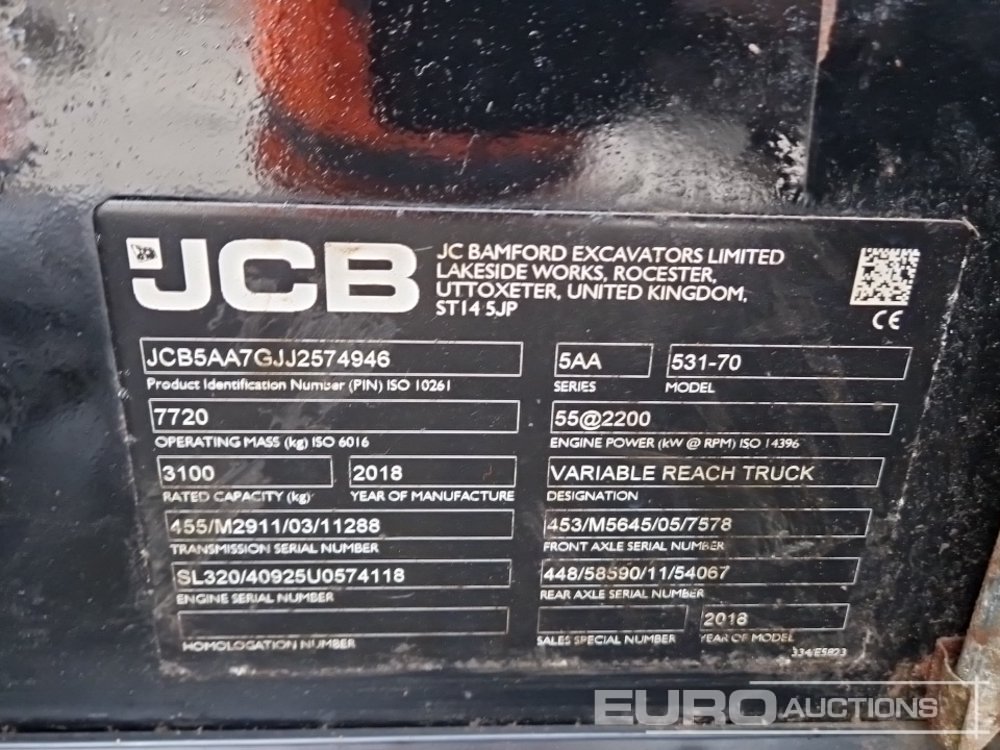 JCB
JC BAMFORD EXCAVATORS LIMITED
LAKESIDE WORKS, ROCESTER,
UTTOXETER, UNITED KINGDOM,
ST14 5JP
CE
JCB5AA7GJJ2574946
Product Identification Number (PIN) ISO 10261
5AA
SERIES
531-70
MODEL
7720
OPERATING MASS (kg) ISO 6016
55@2200
ENGINE POWER (kW @ RPM) ISO 14396
3100
RATED CAPACITY (kg)
2018
YEAR OF MANUFACTURE
VARIABLE REACH TRUCK
DESIGNATION
455/M2911/03/11288
TRANSMISSION SERIAL NUMBER
453/M5645/05/7578
FRONT AXLE SERIAL NUMBER
SL320/40925U0574118
ENGINE SERIAL NUMBER
448/58590/11/54067
REAR AXLE SERIAL NUMBER
HOMOLOGATION NUMBER
SALES SPECIAL NUMBER
2018
YEAR OF MODEL
334/E5823
EURO AUCTIONS